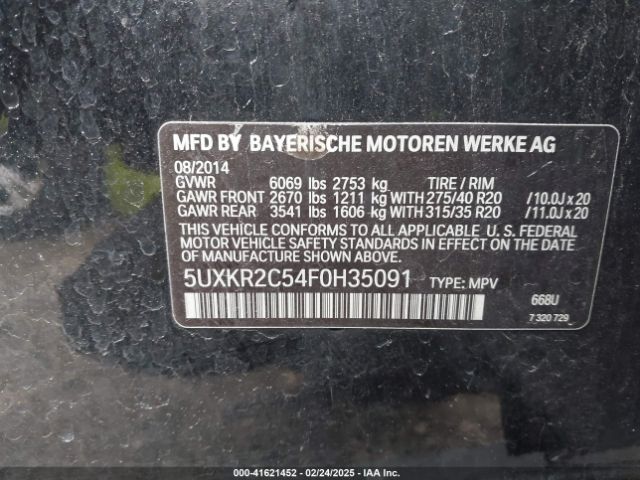 MFD BY BAYERISCHE MOTOREN WERKE AG
08/2014
GVWR 6069 lbs 2753 kg TIRE / RIM
GAWR FRONT 2670 lbs 1211 kg WITH 275/40 R20 /10.0J x 20
GAWR REAR 3541 lbs 1606 kg WITH 315/35 R20 /11.0J x 20
THIS VEHICLE CONFORMS TO ALL APPLICABLE U.S. FEDERAL
MOTOR VEHICLE SAFETY STANDARDS IN EFFECT ON THE
DATE OF MANUFACTURE SHOWN ABOVE.
5UXKR2C54F0H35091 TYPE: MPV
668U
7 320 729
000-41621452 - 02/24/2025 - IAA Inc.